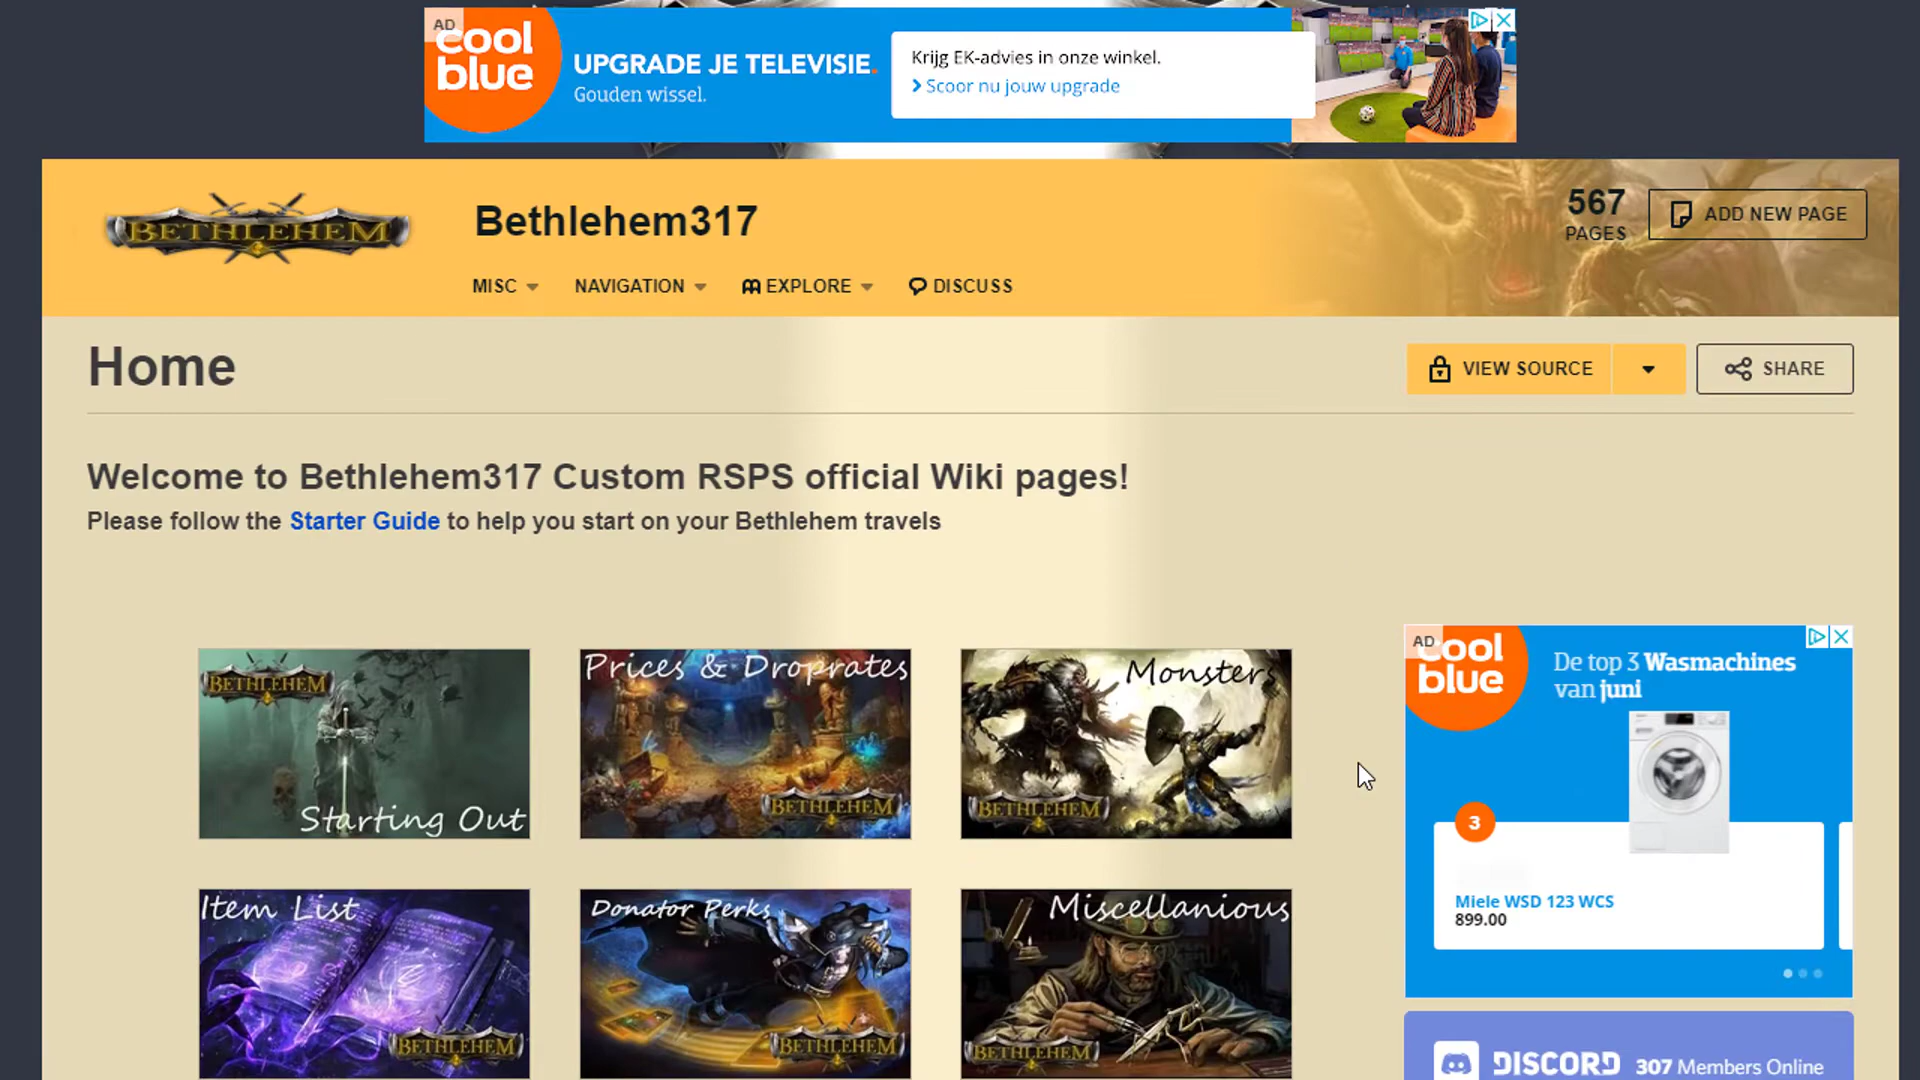 AD
cool
blue
UPGRADE JE TELEVISIE.
Gouden wissel.
Krijg EK-advies in onze winkel.
Scoor nu jouw upgrade
BETHLEHEM
Bethlehem317
567
PAGES
ADD NEW PAGE
MISC
NAVIGATION
EXPLORE
DISCUSS
Home
VIEW SOURCE
SHARE
Welcome to Bethlehem317 Custom RSPS official Wiki pages!
Please follow the Starter Guide to help you start on your Bethlehem travels
BETHLEHEM
Starting Out
Prices & Droprates
BETHLEHEM
Monsters
BETHLEHEM
Item List
BETHLEHEM
Donator Perks
BETHLEHEM
Miscellanious
BETHLEHEM
AD
cool
blue
De top 3 Wasmachines
van juni
3
Miele WSD 123 WCS
899.00
DISCORD 307 Members Online